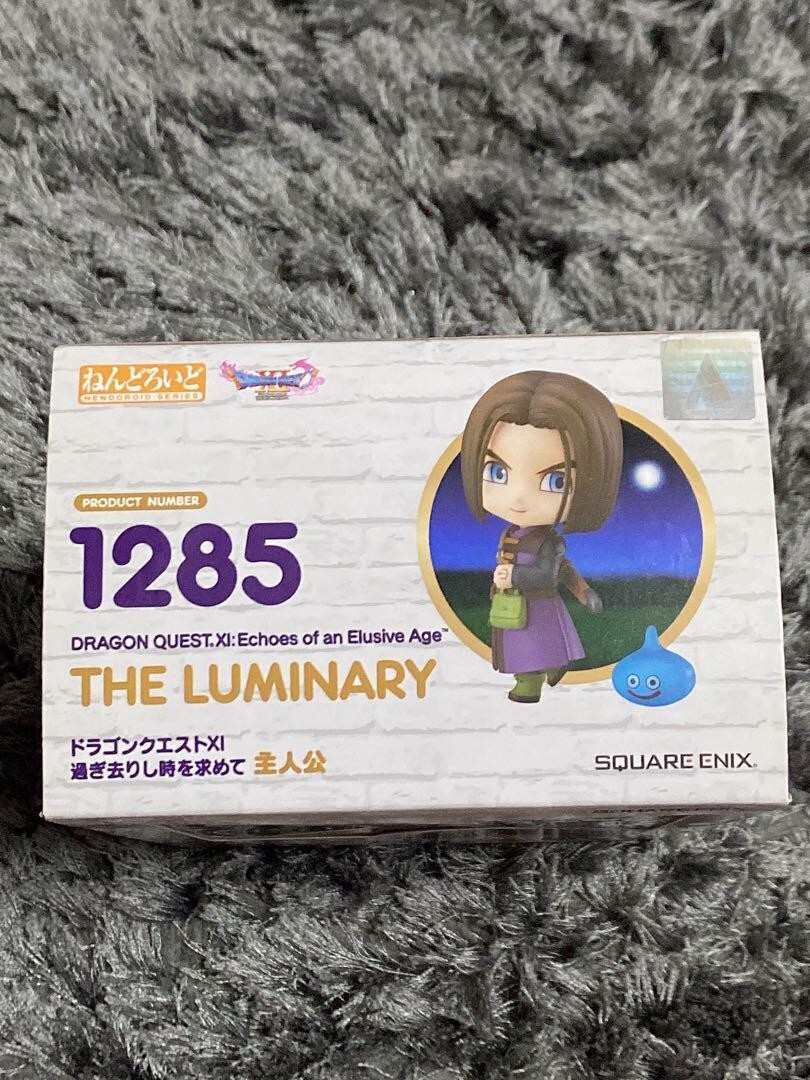 ねんどろいど
NENDOROID-SERIES
PRODUCT NUMBER
1285
DRAGON QUEST.XI:Echoes of an Elusive Age™
THE LUMINARY
ドラゴンクエストXI
過ぎ去りし時を求めて 主人公
SQUARE ENIX®